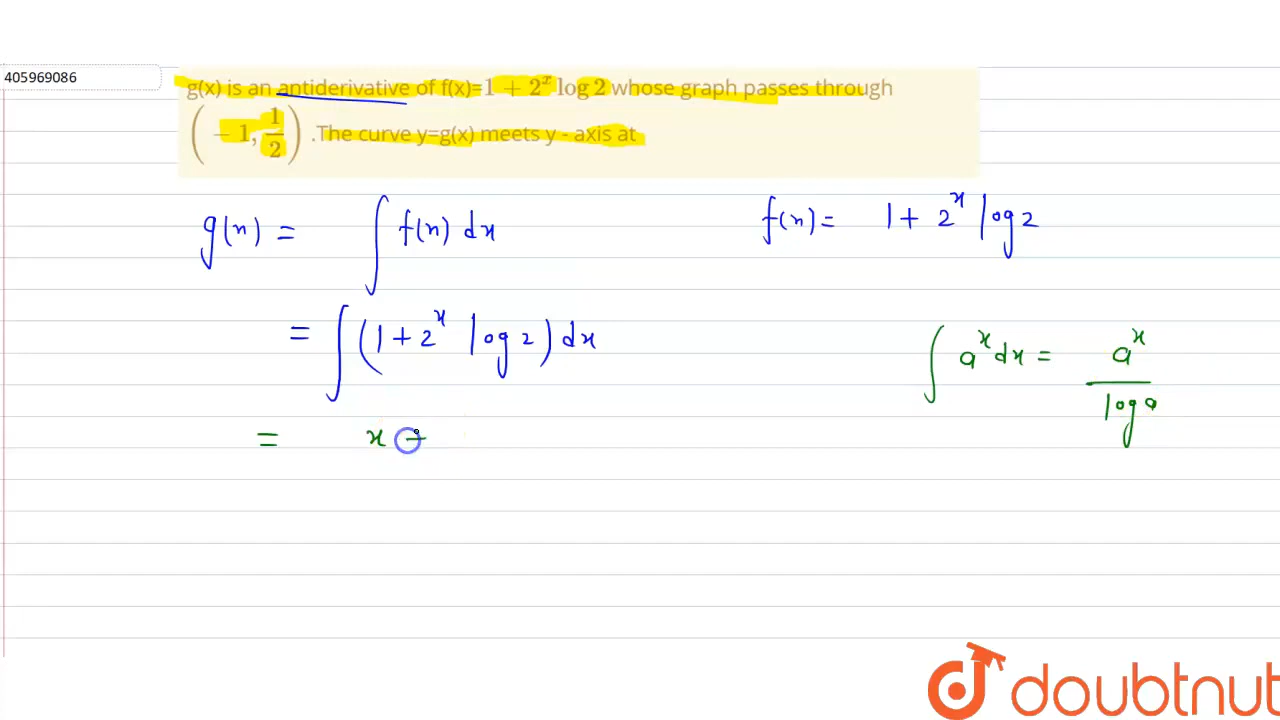 405969086
g(x) is an antiderivative of f(x)=1 + 2^x log 2 whose graph passes through
(-1, 1/2) .The curve y=g(x) meets y - axis at
g(x) = ∫ f(x) dx
f(x) = 1 + 2^x log 2
= ∫ (1 + 2^x log 2) dx
∫ a^x dx = a^x / log a
= x +
doubtnut